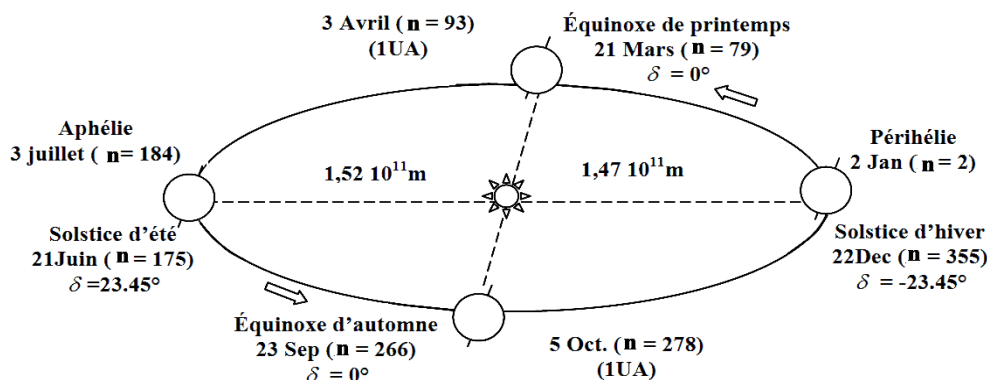 3 Avril ( n = 93)
(1UA)
Équinoxe de printemps
21 Mars ( n = 79)
δ = 0°
Aphélie
3 juillet ( n= 184)
1,52 10¹¹m
1,47 10¹¹m
Périhélie
2 Jan ( n = 2)
Solstice d'été
21Juin ( n = 175)
δ =23.45°
Solstice d'hiver
22Dec ( n = 355)
δ = -23.45°
Équinoxe d'automne
23 Sep ( n = 266)
δ = 0°
5 Oct. ( n = 278)
(1UA)